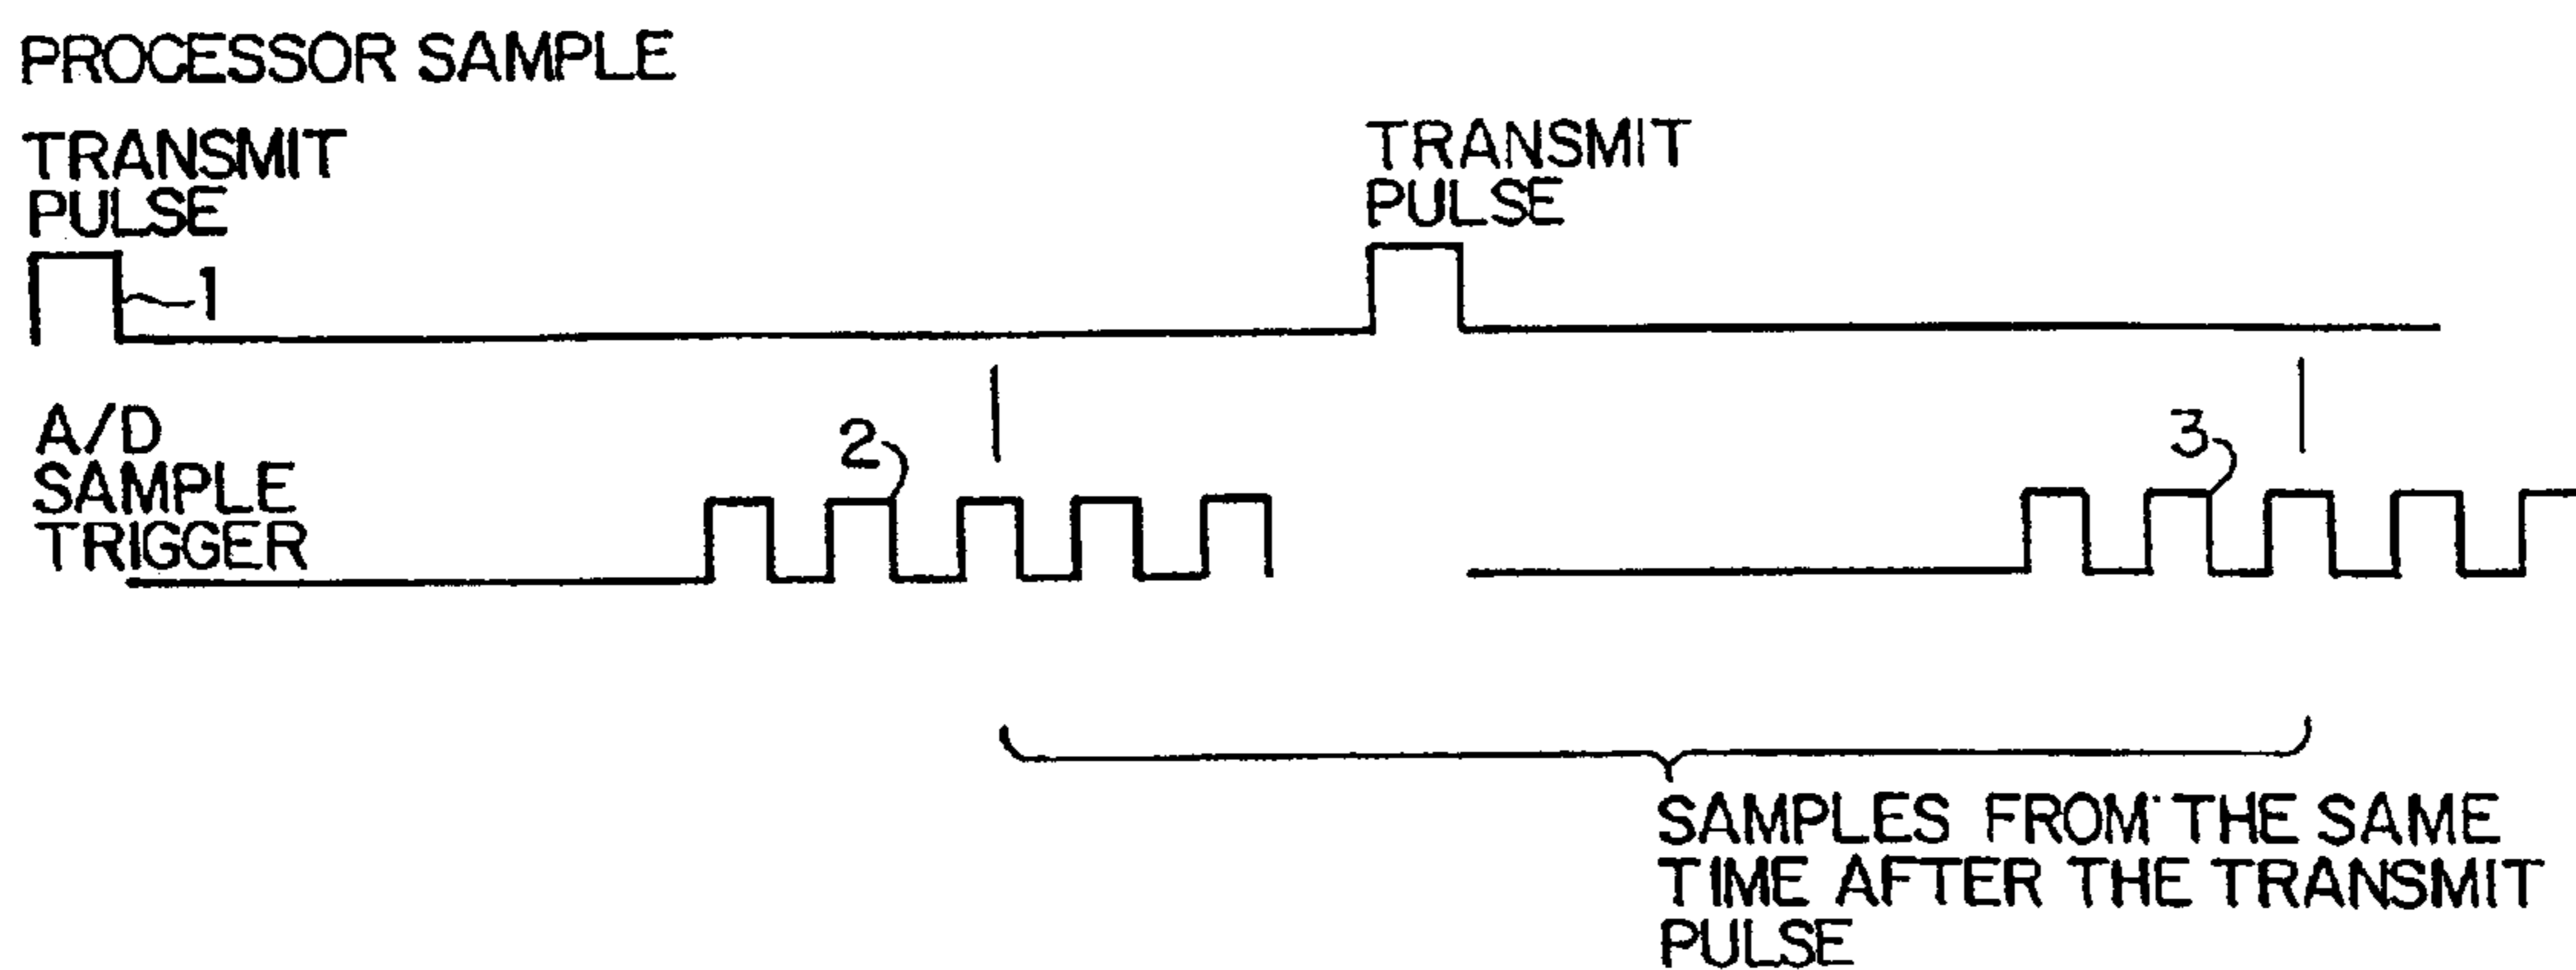 PROCESSOR SAMPLE
TRANSMIT
PULSE
TRANSMIT
PULSE
1
A/D
SAMPLE
TRIGGER
2
3
SAMPLES FROM THE SAME
TIME AFTER THE TRANSMIT
PULSE